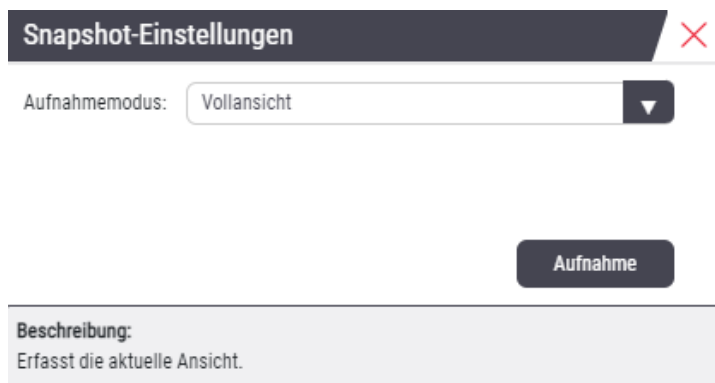 Snapshot-Einstellungen
Aufnahmemodus: Vollansicht
Aufnahme
Beschreibung:
Erfasst die aktuelle Ansicht.